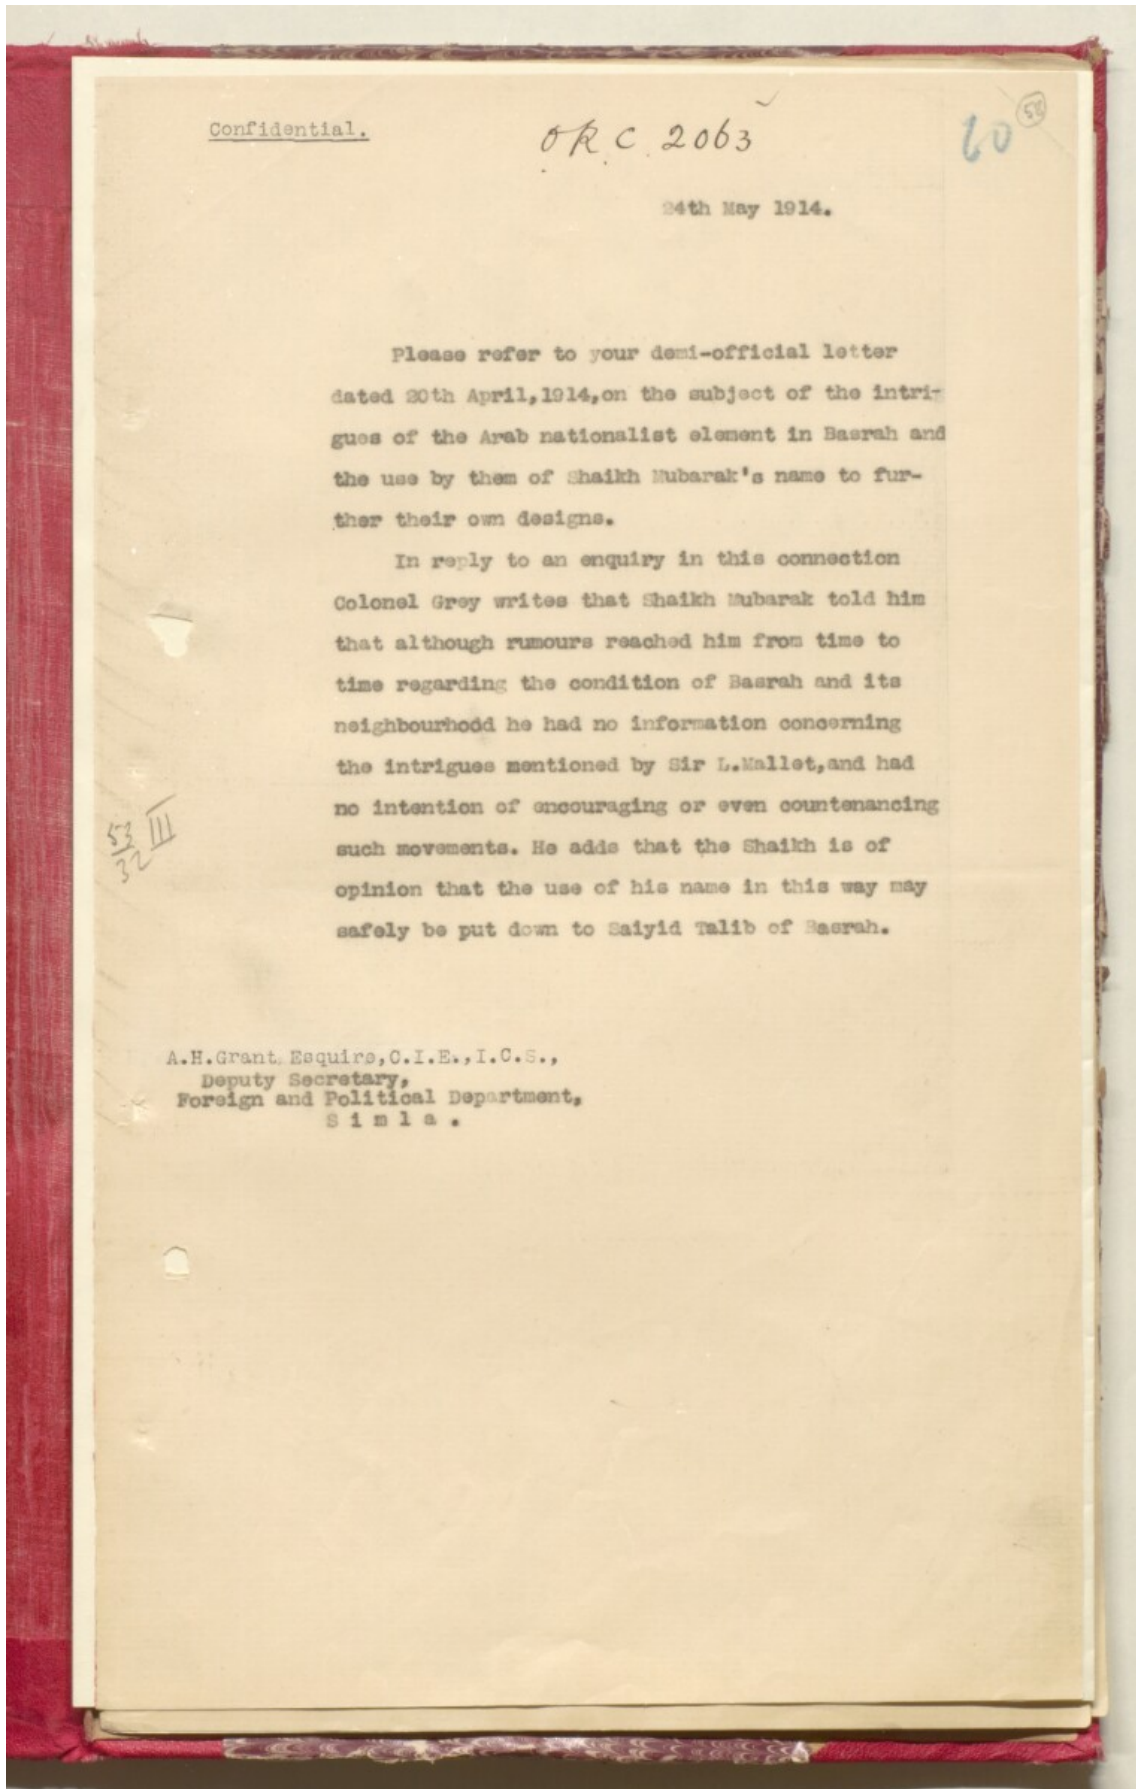 Confidential.
O R C. 2063
60
58
24th May 1914.
Please refer to your demi-official letter
dated 20th April,1914,on the subject of the intri-
gues of the Arab nationalist element in Basrah and
the use by them of Shaikh Mubarak's name to fur-
ther their own designs.
In reply to an enquiry in this connection
Colonel Grey writes that Shaikh Mubarak told him
that although rumours reached him from time to
time regarding the condition of Basrah and its
neighbourhood he had no information concerning
the intrigues mentioned by Sir L.Mallet,and had
no intention of encouraging or even countenancing
such movements. He adds that the Shaikh is of
opinion that the use of his name in this way may
safely be put down to Saiyid Talib of Basrah.
53/32 III
A.H.Grant Esquire,C.I.E.,I.C.S.,
Deputy Secretary,
Foreign and Political Department,
S i m l a .